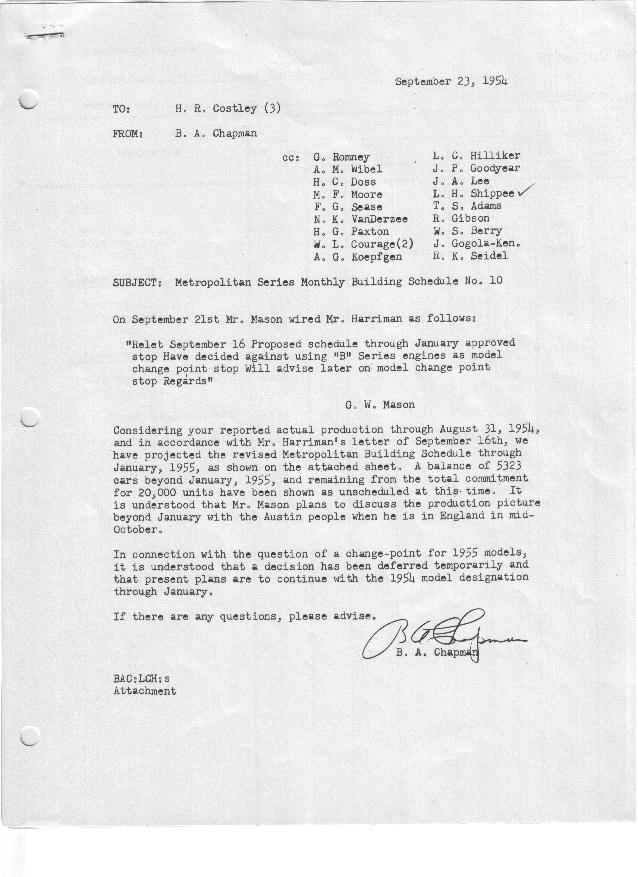 September 23, 1954
TO: H. R. Costley (3)
FROM: B. A. Chapman
cc: G. Romney
A. M. Wibel
H. C. Doss
M. F. Moore
F. G. Sease
N. K. VanDerzee
H. G. Paxton
W. L. Courage(2)
A. G. Koepfgen
L. C. Hilliker
J. P. Goodyear
J. A. Lee
L. H. Shippee ✓
T. S. Adams
R. Gibson
W. S. Berry
J. Gogola-Ken.
R. K. Seidel
SUBJECT: Metropolitan Series Monthly Building Schedule No. 10
On September 21st Mr. Mason wired Mr. Harriman as follows:
"Relet September 16 Proposed schedule through January approved
stop Have decided against using "B" Series engines as model
change point stop Will advise later on model change point
stop Regards"
G. W. Mason
Considering your reported actual production through August 31, 1954,
and in accordance with Mr. Harriman's letter of September 16th, we
have projected the revised Metropolitan Building Schedule through
January, 1955, as shown on the attached sheet. A balance of 5323
cars beyond January, 1955, and remaining from the total commitment
for 20,000 units have been shown as unscheduled at this time. It
is understood that Mr. Mason plans to discuss the production picture
beyond January with the Austin people when he is in England in mid-
October.
In connection with the question of a change-point for 1955 models,
it is understood that a decision has been deferred temporarily and
that present plans are to continue with the 1954 model designation
through January.
If there are any questions, please advise.
B A Chapman
B. A. Chapman
BAC:LCH:s
Attachment